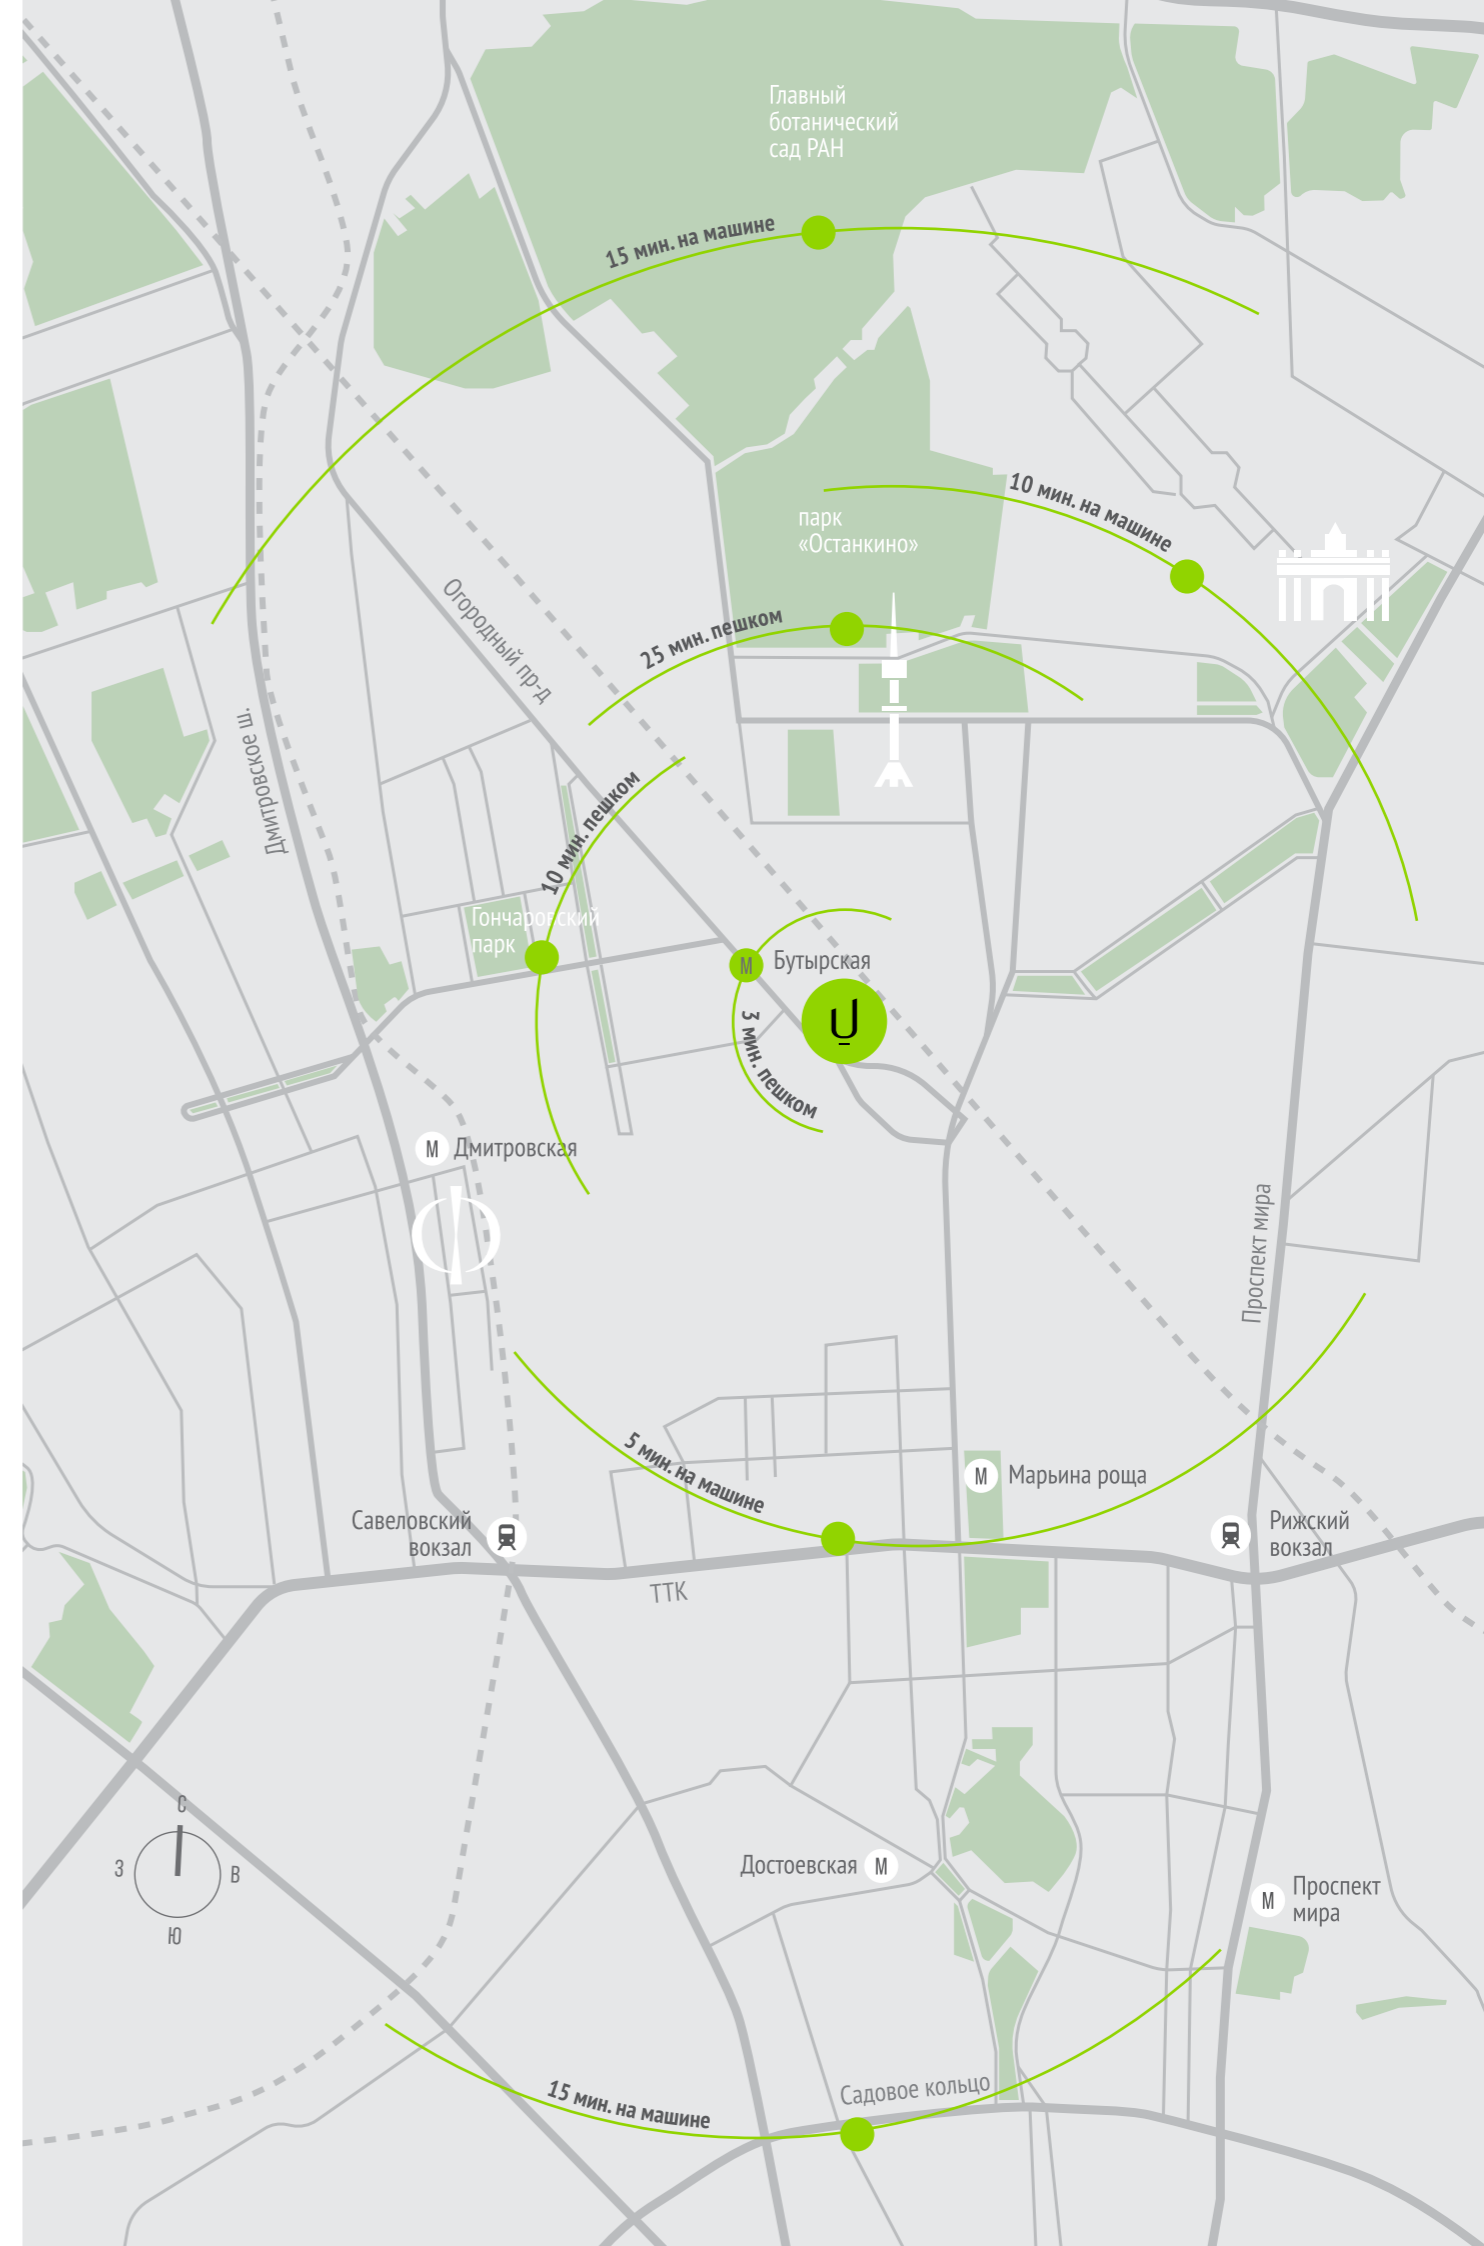 Главный
ботанический
сад РАН
15 мин. на машине
10 мин. на машине
парк
«Останкино»
25 мин. пешком
Огородный пр-д
Дмитровское ш.
10 мин. пешком
Гончаровский
парк
М
Бутырская
3 мин. пешком
М
Дмитровская
Проспект мира
5 мин. на машине
М
Марьина роща
Савеловский
вокзал
Рижский
вокзал
ТТК
С
З
В
Ю
Достоевская
М
М
Проспект
мира
Садовое кольцо
15 мин. на машине